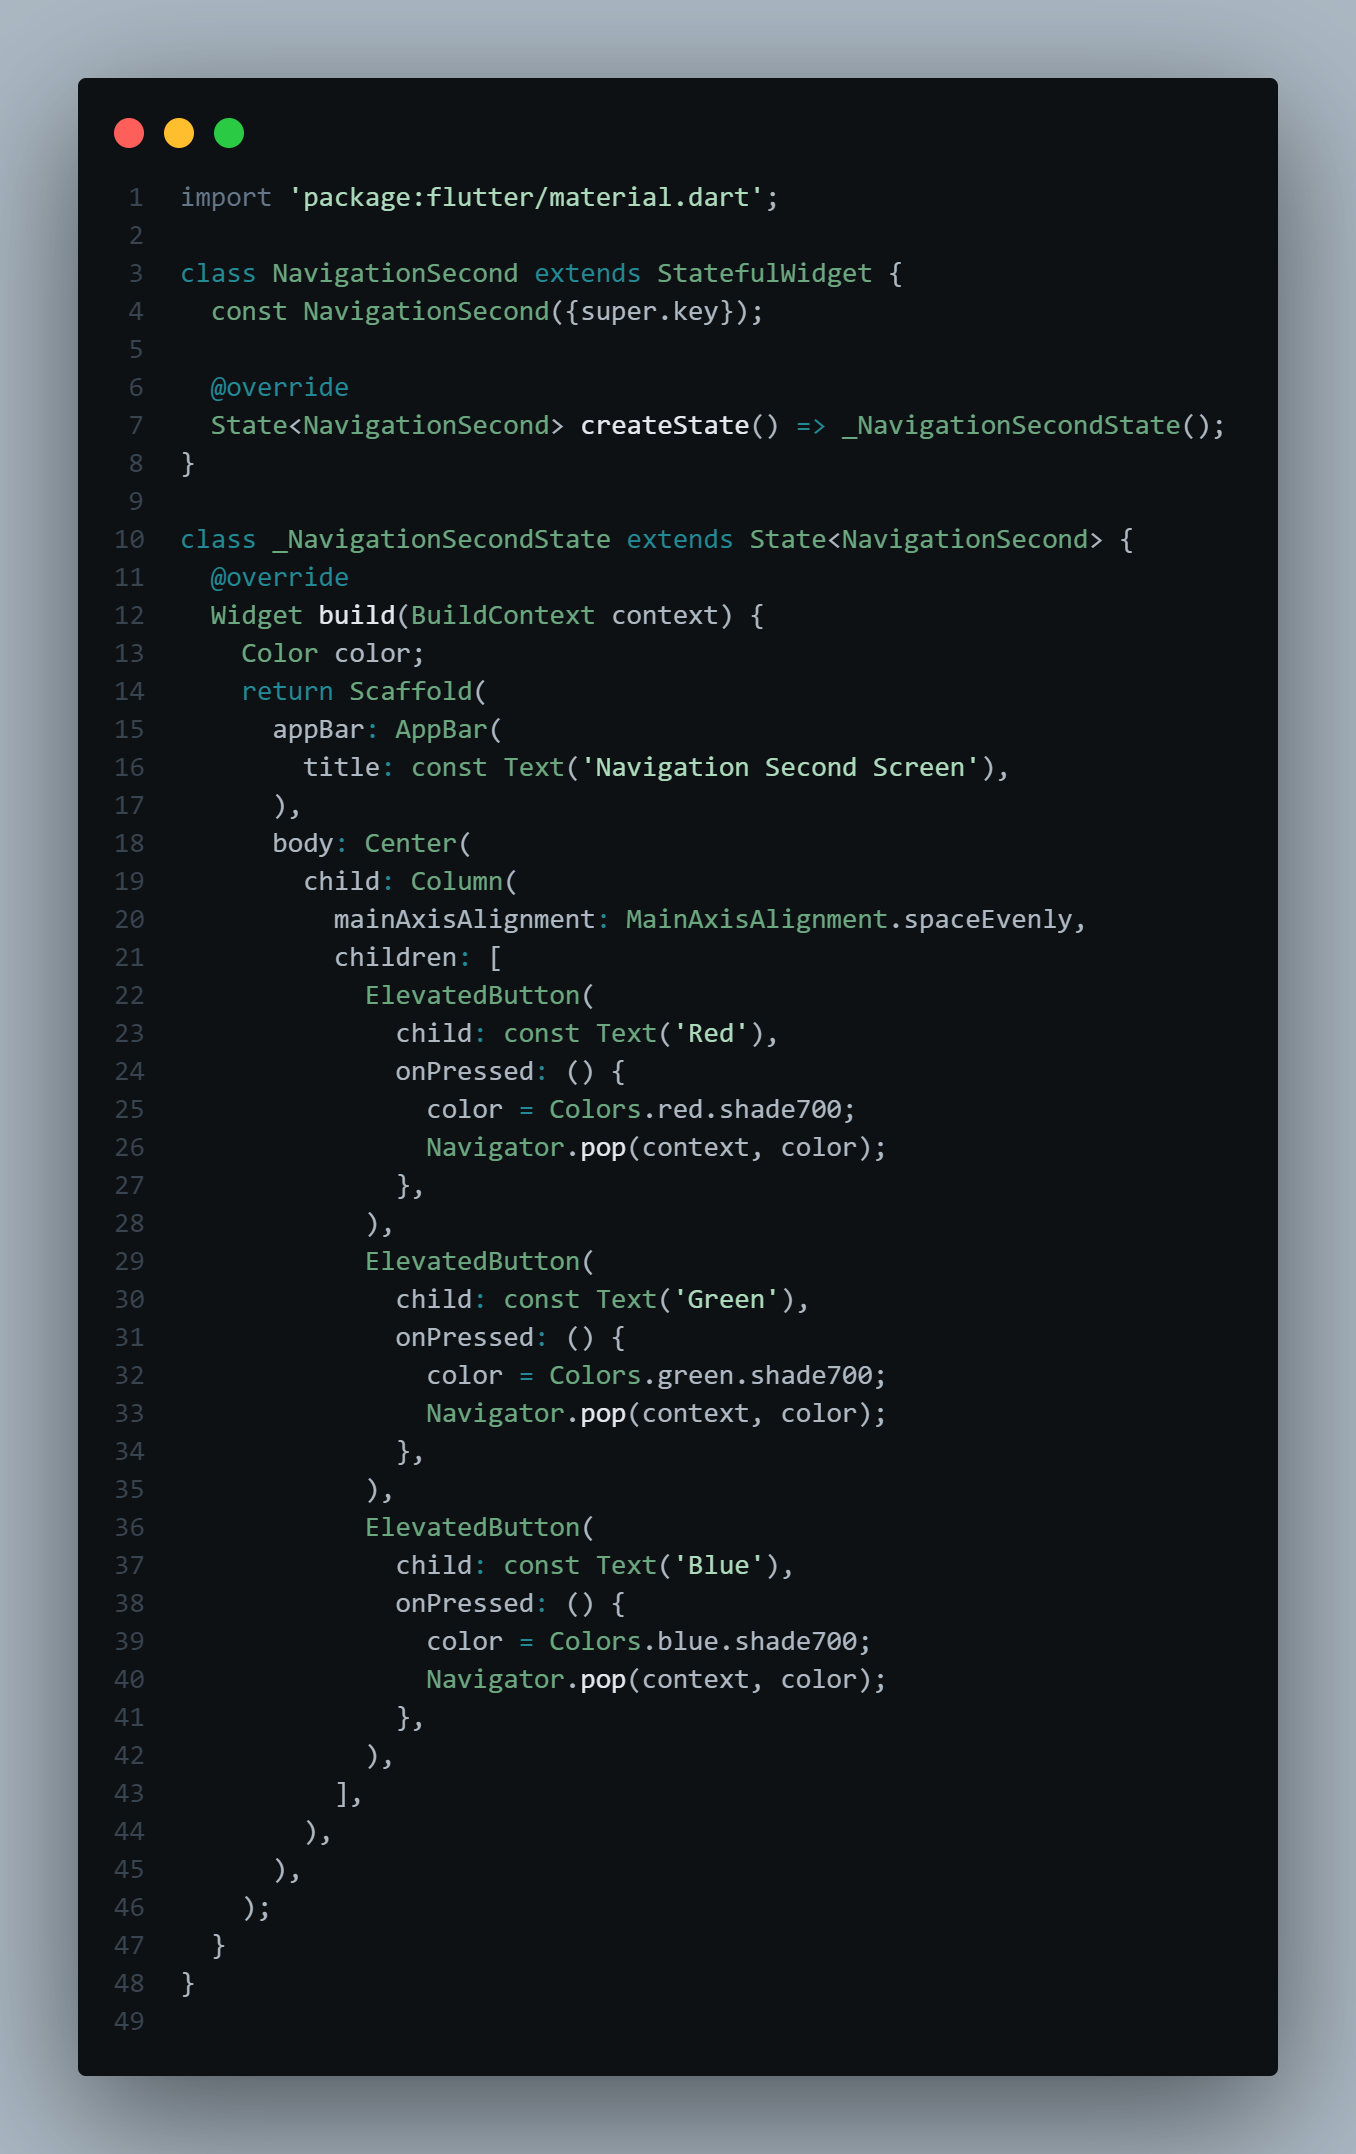 1 import 'package:flutter/material.dart';
2
3 class NavigationSecond extends StatefulWidget {
4   const NavigationSecond({super.key});
5
6   @override
7   State<NavigationSecond> createState() => _NavigationSecondState();
8 }
9
10 class _NavigationSecondState extends State<NavigationSecond> {
11   @override
12   Widget build(BuildContext context) {
13     Color color;
14     return Scaffold(
15       appBar: AppBar(
16         title: const Text('Navigation Second Screen'),
17       ),
18       body: Center(
19         child: Column(
20           mainAxisAlignment: MainAxisAlignment.spaceEvenly,
21           children: [
22             ElevatedButton(
23               child: const Text('Red'),
24               onPressed: () {
25                 color = Colors.red.shade700;
26                 Navigator.pop(context, color);
27               },
28             ),
29             ElevatedButton(
30               child: const Text('Green'),
31               onPressed: () {
32                 color = Colors.green.shade700;
33                 Navigator.pop(context, color);
34               },
35             ),
36             ElevatedButton(
37               child: const Text('Blue'),
38               onPressed: () {
39                 color = Colors.blue.shade700;
40                 Navigator.pop(context, color);
41               },
42             ),
43           ],
44         ),
45       ),
46     );
47   }
48 }
49